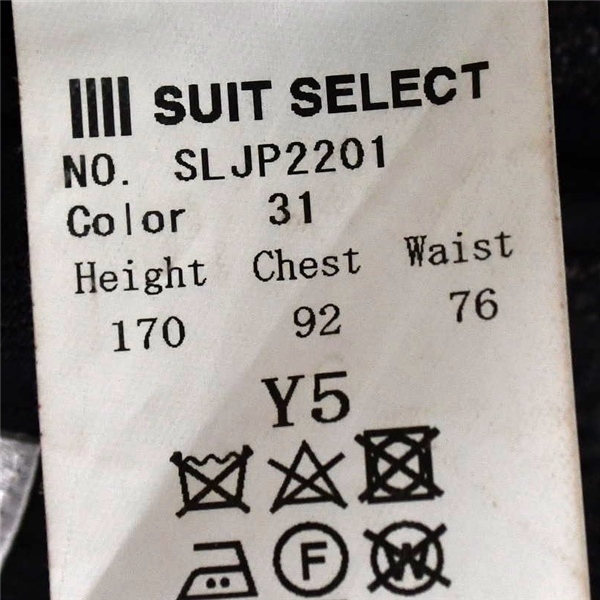 SUIT SELECT
NO. SLJP2201
Color 31
Height Chest Waist
170 92 76
Y5
F W